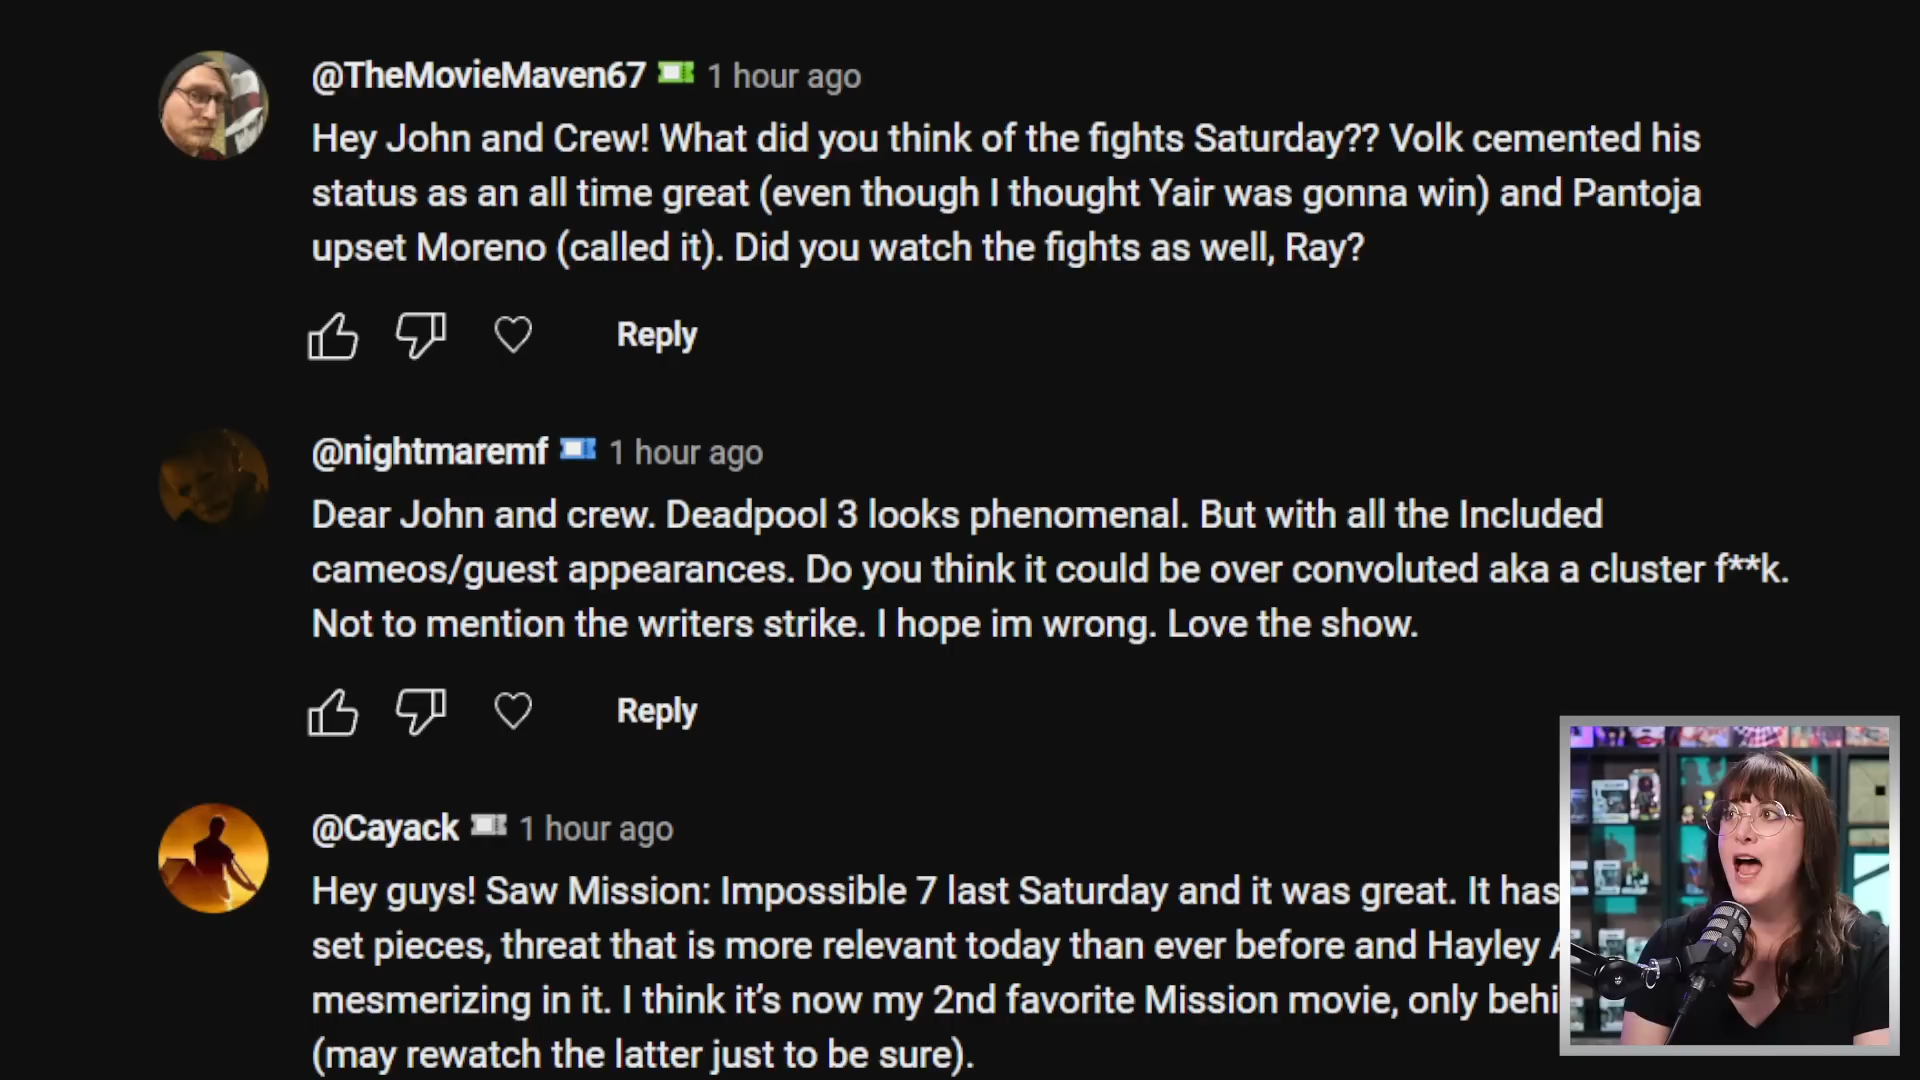 @TheMovieMaven67 1 hour ago
Hey John and Crew! What did you think of the fights Saturday?? Volk cemented his
status as an all time great (even though I thought Yair was gonna win) and Pantoja
upset Moreno (called it). Did you watch the fights as well, Ray?
Reply
@nightmaremf 1 hour ago
Dear John and crew. Deadpool 3 looks phenomenal. But with all the Included
cameos/guest appearances. Do you think it could be over convoluted aka a cluster f**k.
Not to mention the writers strike. I hope im wrong. Love the show.
Reply
@Cayack 1 hour ago
Hey guys! Saw Mission: Impossible 7 last Saturday and it was great. It has
set pieces, threat that is more relevant today than ever before and Hayley
mesmerizing in it. I think it's now my 2nd favorite Mission movie, only
(may rewatch the latter just to be sure).